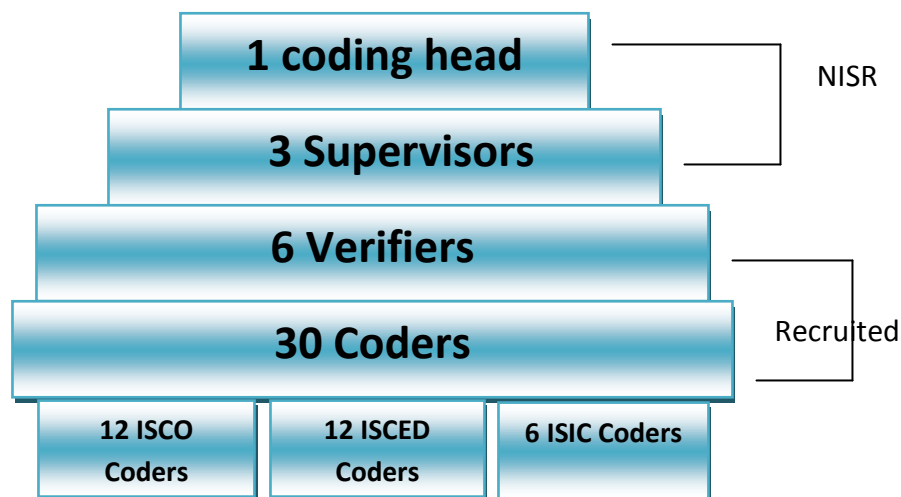 1 coding head
NISR
3 Supervisors
6 Verifiers
Recruited
30 Coders
12 ISCO
Coders
12 ISCED
Coders
6 ISIC Coders